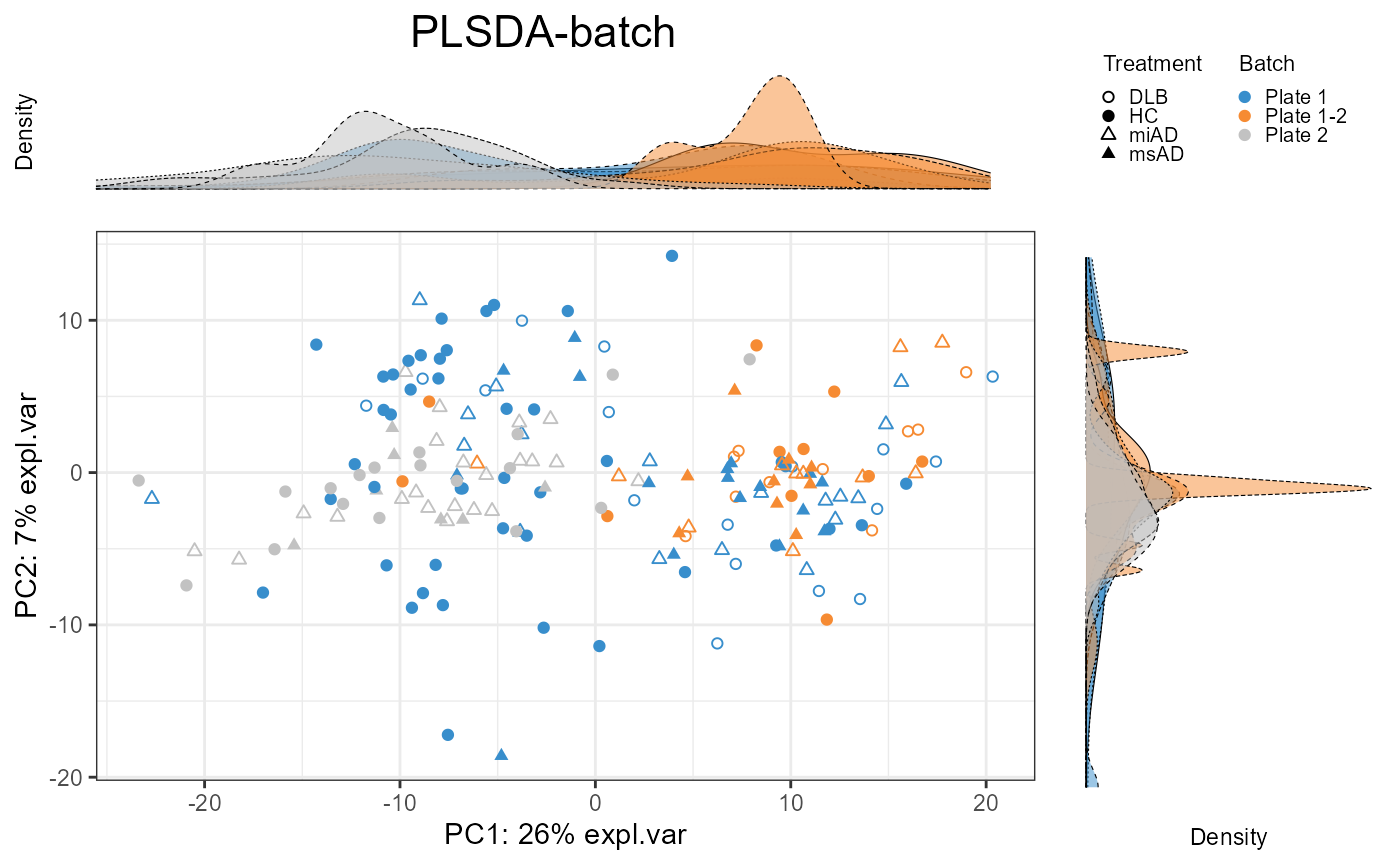 PLSDA-batch
Density
Treatment
DLB
HC
miAD
msAD
Batch
Plate 1
Plate 1-2
Plate 2
PC2: 7% expl.var
10
0
-10
-20
-20
-10
0
10
20
PC1: 26% expl.var
Density